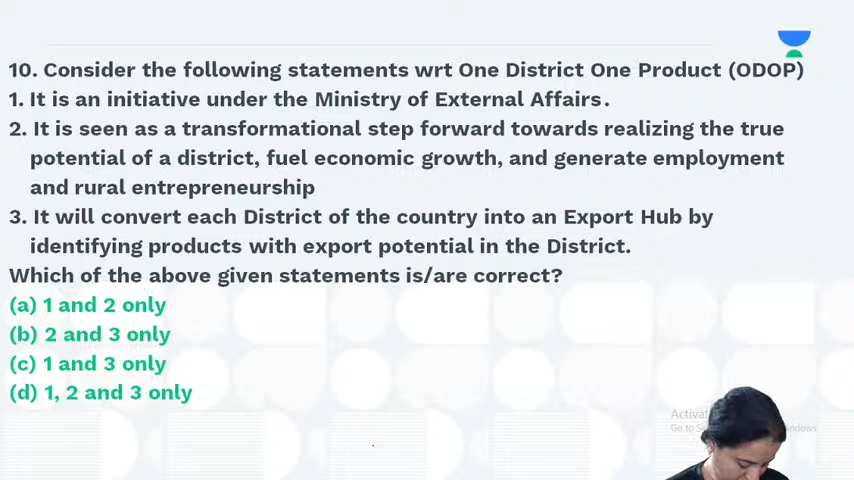 10. Consider the following statements wrt One District One Product (ODOP)
1. It is an initiative under the Ministry of External Affairs.
2. It is seen as a transformational step forward towards realizing the true
potential of a district, fuel economic growth, and generate employment
and rural entrepreneurship
3. It will convert each District of the country into an Export Hub by
identifying products with export potential in the District.
Which of the above given statements is/are correct?
(a) 1 and 2 only
(b) 2 and 3 only
(c) 1 and 3 only
(d) 1, 2 and 3 only
Go to